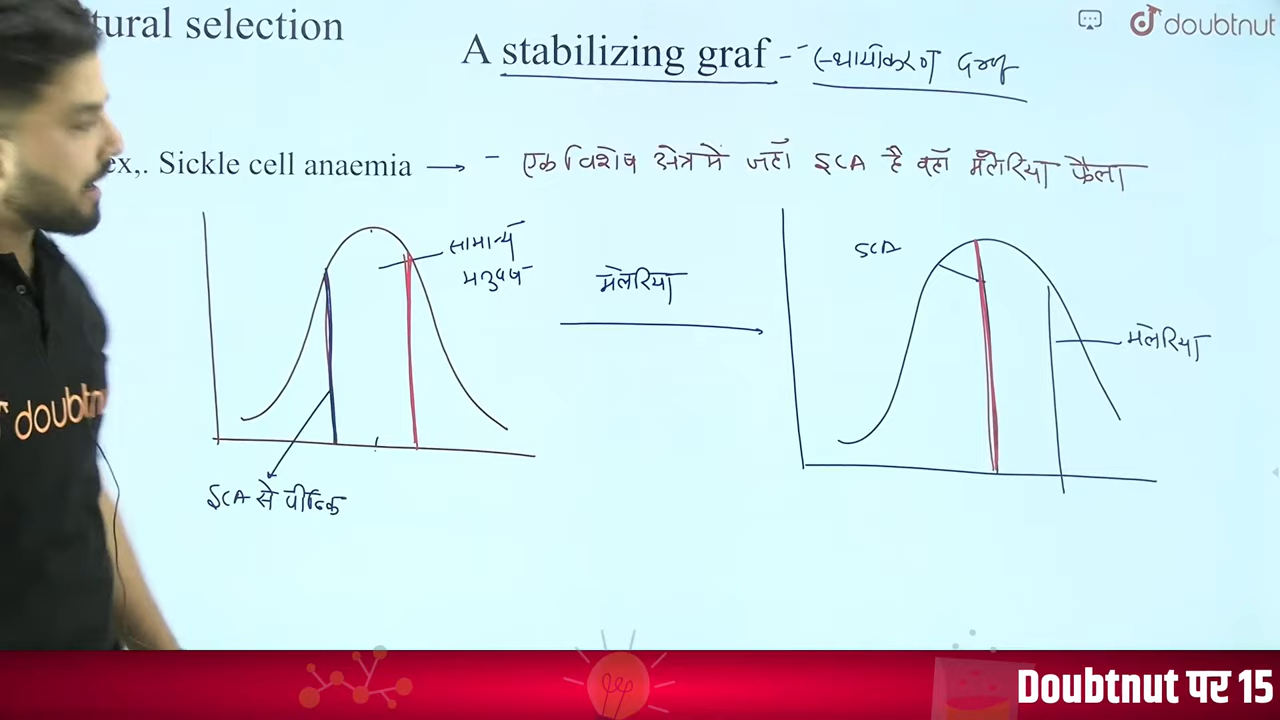 tural selection
doubtnut
A stabilizing graf -- स्थायीकरण ग्राफ
ex,. Sickle cell anaemia → - एक विशेष क्षेत्र में जहाँ SCA है वहाँ मलेरिया फैला
सामान्य
मनुष्य
मलेरिया
SCA
मलेरिया
doubtnu
SCA से पीड़ित
Doubtnut पर 15